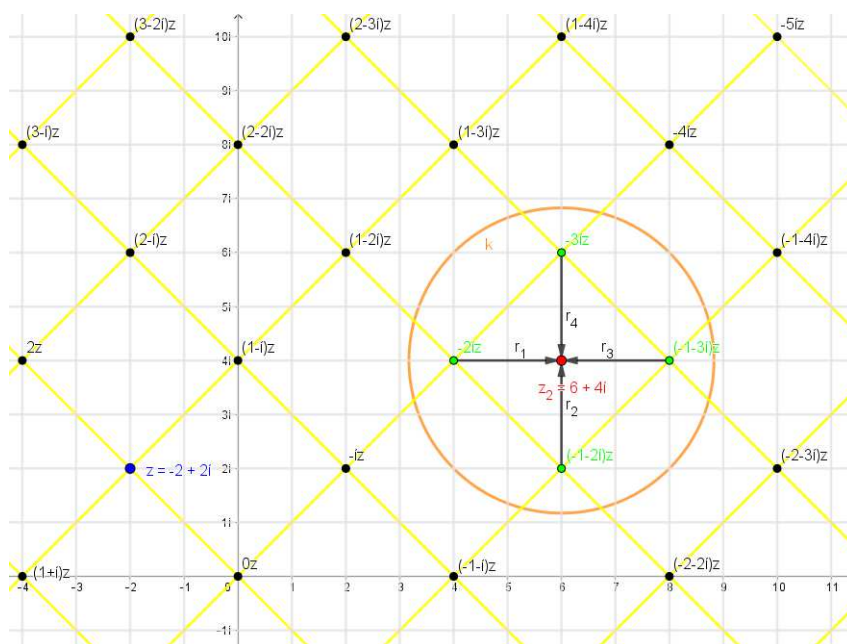 (3-2i)z (2-3i)z (1-4i)z -5iz
10i
9i
(3-i)z (2-2i)z (1-3i)z -4iz
8i
7i
(2-i)z (1-2i)z -3iz (-1-4i)z
6i
k
5i
r4
2z (1-i)z -2iz r1 r3 (-1-3i)z
4i
z2 = 6 + 4i
r2
3i
z = -2 + 2i -iz (-1-2i)z (-2-3i)z
2i
1i
(1+i)z 0z (-1-i)z (-2-2i)z
-4 -3 -2 -1 0 1 2 3 4 5 6 7 8 9 10 11
-1i